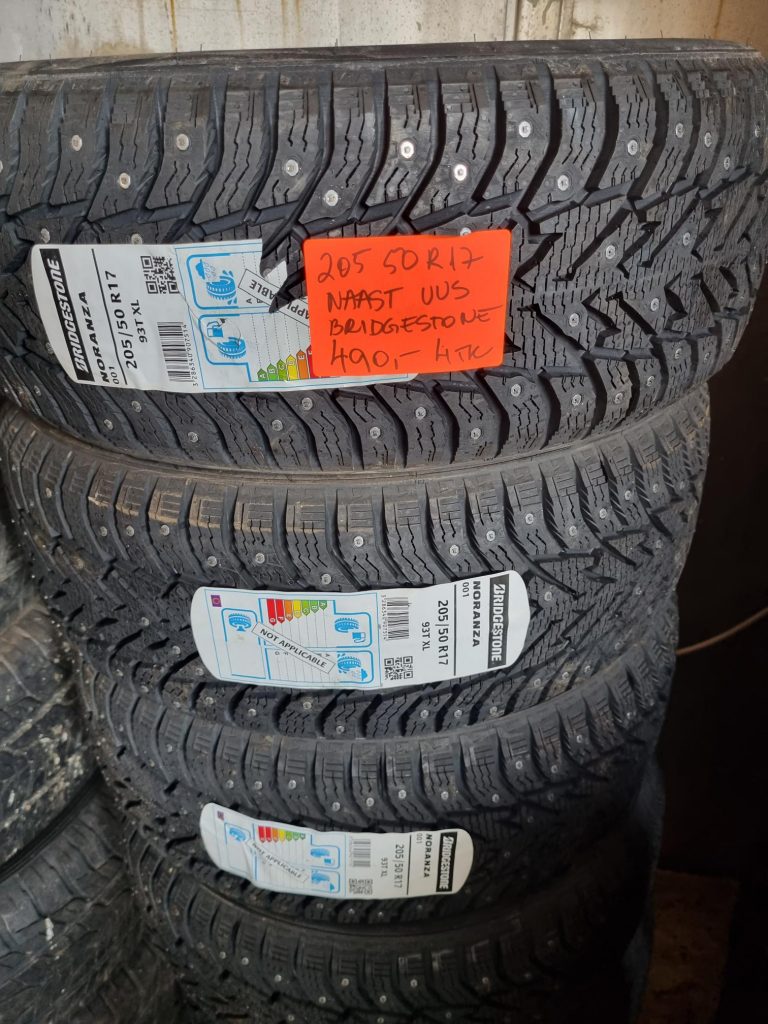 205 50 R17
NAAST UUS
BRIDGESTONE
490,- 4TK
BRIDGESTONE
NORANZA
001
205/50 R17
93T XL
3286340907514
A
B
C
BRIDGESTONE
NORANZA
001
205/50 R17
93T XL
NOT APPLICABLE
BRIDGESTONE
NORANZA
001
205/50 R17
93T XL
NOT APPLICABLE